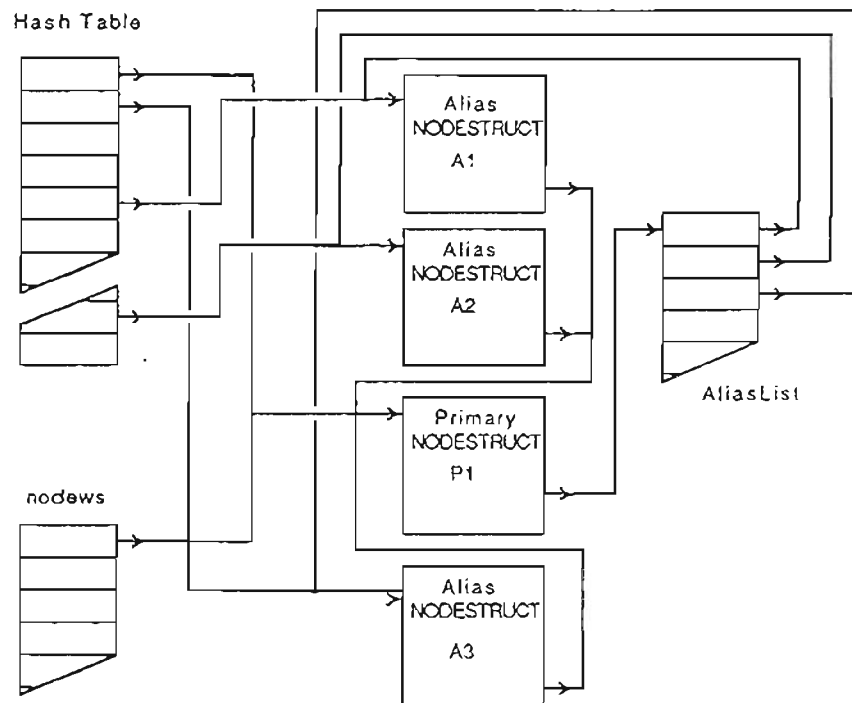 Hash Table
Alias
NODESTRUCT
A1
Alias
NODESTRUCT
A2
AliasList
Primary
NODESTRUCT
P1
nodews
Alias
NODESTRUCT
A3